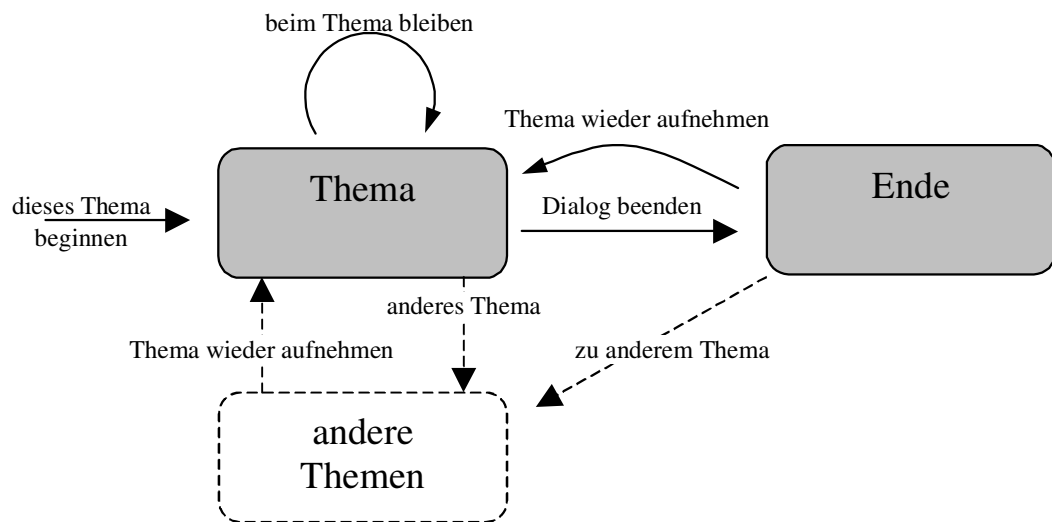 beim Thema bleiben
Thema wieder aufnehmen
Thema
Ende
dieses Thema
beginnen
Dialog beenden
anderes Thema
Thema wieder aufnehmen
zu anderem Thema
andere
Themen